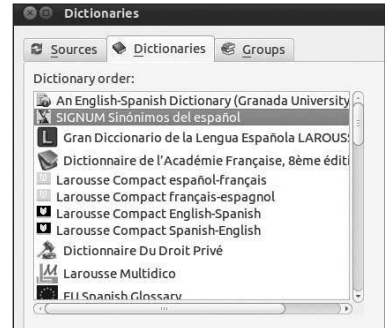 Dictionaries
Sources Dictionaries Groups
Dictionary order:
An English-Spanish Dictionary (Granada University
SIGNUM Sinónimos del español
Gran Diccionario de la Lengua Española LAROUS
Dictionnaire de l'Académie Française, 8ème édit
Larousse Compact español-français
Larousse Compact français-espagnol
Larousse Compact English-Spanish
Larousse Compact Spanish-English
Dictionnaire Du Droit Privé
Larousse Multidico
EU Spanish Glossary